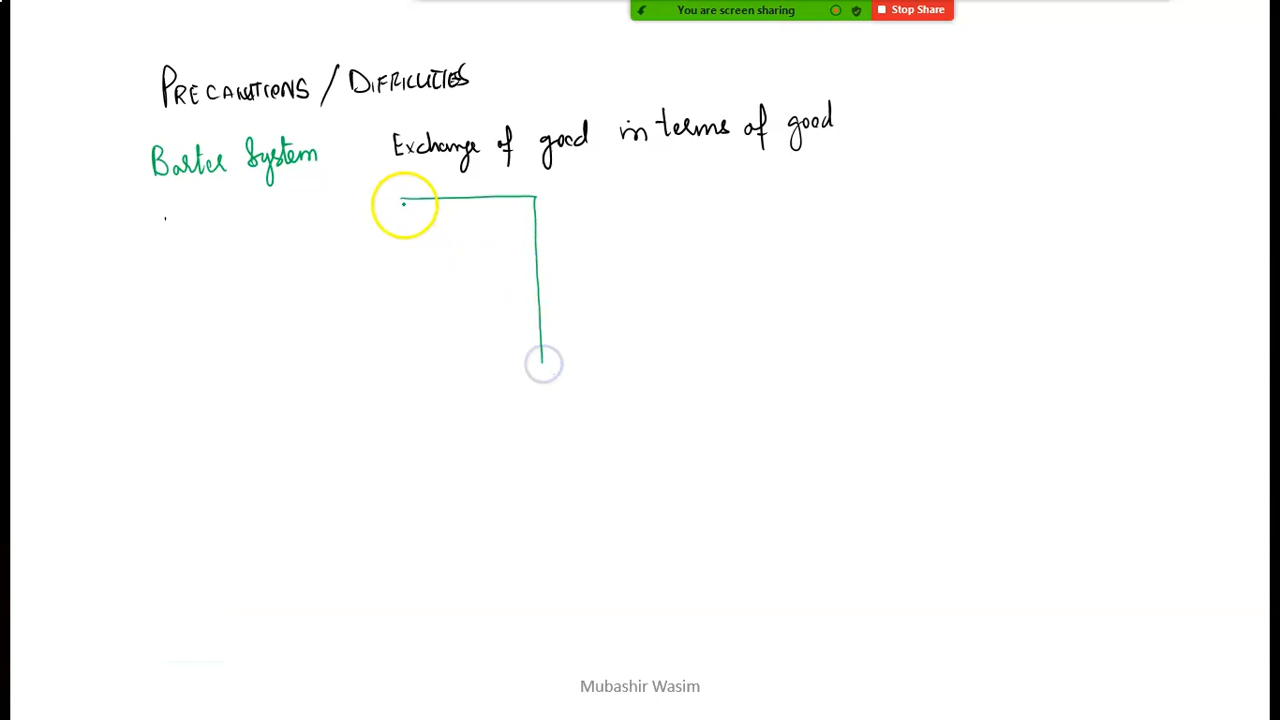 You are screen sharing Stop Share
PRECAUTIONS / DIFFICULTIES
Barter System Exchange of good in terms of good
Mubashir Wasim